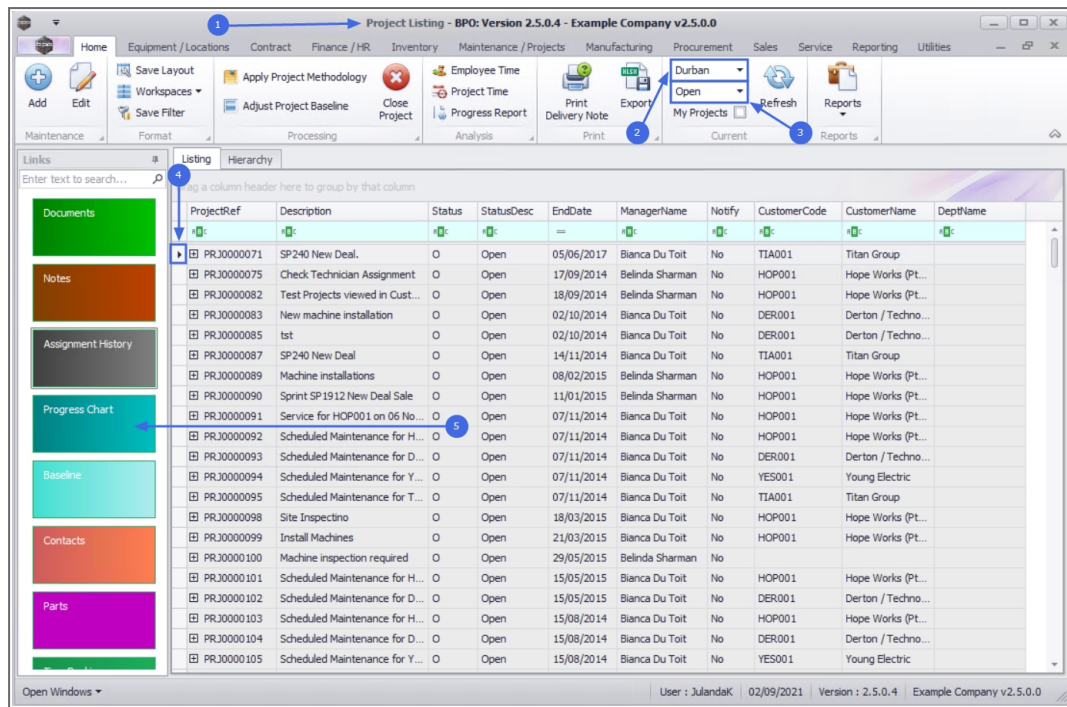 Project Listing - BPO: Version 2.5.0.4 - Example Company v2.5.0.0
1
Home Equipment / Locations Contract Finance / HR Inventory Maintenance / Projects Manufacturing Procurement Sales Service Reporting Utilities
Add Edit Save Layout Workspaces Save Filter Apply Project Methodology Adjust Project Baseline Close Project Employee Time Project Time Progress Report Print Delivery Note Export Durban Open My Projects Refresh Reports
2 3
Maintenance Format Processing Analysis Print Current Reports
Links Listing Hierarchy
Enter text to search... 4 drag a column header here to group by that column
ProjectRef Description Status StatusDesc EndDate ManagerName Notify CustomerCode CustomerName DeptName
=
PRJ0000071 SP240 New Deal. O Open 05/06/2017 Bianca Du Toit No TIA001 Titan Group
PRJ0000075 Check Technician Assignment O Open 17/09/2014 Belinda Sharman No HOP001 Hope Works (Pt...
PRJ0000082 Test Projects viewed in Cust... O Open 18/09/2014 Belinda Sharman No HOP001 Hope Works (Pt...
PRJ0000083 New machine installation O Open 02/10/2014 Bianca Du Toit No DER001 Derton / Techno...
PRJ0000085 tst O Open 02/10/2014 Bianca Du Toit No DER001 Derton / Techno...
PRJ0000087 SP240 New Deal O Open 14/11/2014 Bianca Du Toit No TIA001 Titan Group
PRJ0000089 Machine installations O Open 08/02/2015 Belinda Sharman No HOP001 Hope Works (Pt...
PRJ0000090 Sprint SP1912 New Deal Sale O Open 11/01/2015 Belinda Sharman No HOP001 Hope Works (Pt...
PRJ0000091 Service for HOP001 on 06 No... O Open 07/11/2014 Bianca Du Toit No HOP001 Hope Works (Pt...
5
PRJ0000092 Scheduled Maintenance for H... O Open 07/11/2014 Bianca Du Toit No HOP001 Hope Works (Pt...
PRJ0000093 Scheduled Maintenance for D... O Open 07/11/2014 Bianca Du Toit No DER001 Derton / Techno...
PRJ0000094 Scheduled Maintenance for Y... O Open 07/11/2014 Bianca Du Toit No YES001 Young Electric
PRJ0000095 Scheduled Maintenance for T... O Open 07/11/2014 Bianca Du Toit No TIA001 Titan Group
PRJ0000098 Site Inspectino O Open 18/03/2015 Bianca Du Toit No HOP001 Hope Works (Pt...
PRJ0000099 Install Machines O Open 21/03/2015 Bianca Du Toit No HOP001 Hope Works (Pt...
PRJ0000100 Machine inspection required O Open 29/05/2015 Belinda Sharman No
PRJ0000101 Scheduled Maintenance for H... O Open 15/05/2015 Bianca Du Toit No HOP001 Hope Works (Pt...
PRJ0000102 Scheduled Maintenance for D... O Open 15/05/2015 Bianca Du Toit No DER001 Derton / Techno...
PRJ0000103 Scheduled Maintenance for H... O Open 15/08/2014 Bianca Du Toit No HOP001 Hope Works (Pt...
PRJ0000104 Scheduled Maintenance for D... O Open 15/08/2014 Bianca Du Toit No DER001 Derton / Techno...
PRJ0000105 Scheduled Maintenance for Y... O Open 15/08/2014 Bianca Du Toit No YES001 Young Electric
Documents
Notes
Assignment History
Progress Chart
Baseline
Contacts
Parts
Open Windows User : JulandaK 02/09/2021 Version : 2.5.0.4 Example Company v2.5.0.0